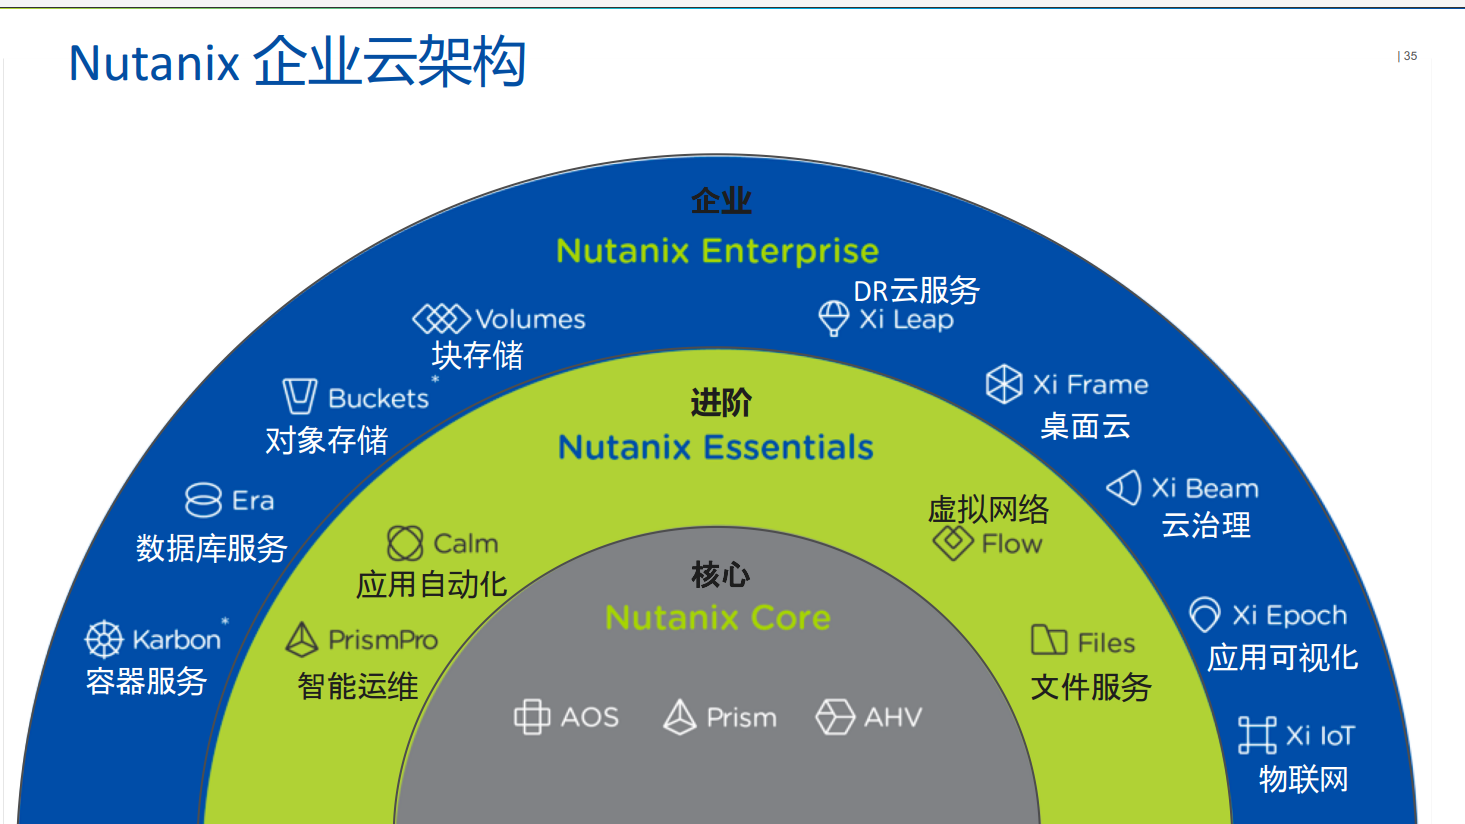 Nutanix 企业云架构
| 35
企业
Nutanix Enterprise
DR云服务
Volumes
Xi Leap
块存储
Buckets*
对象存储
Xi Frame
桌面云
进阶
Nutanix Essentials
Era
数据库服务
Xi Beam
云治理
虚拟网络
Calm
Flow
应用自动化
核心
Nutanix Core
Karbon*
容器服务
PrismPro
智能运维
Files
文件服务
Xi Epoch
应用可视化
AOS
Prism
AHV
Xi IoT
物联网